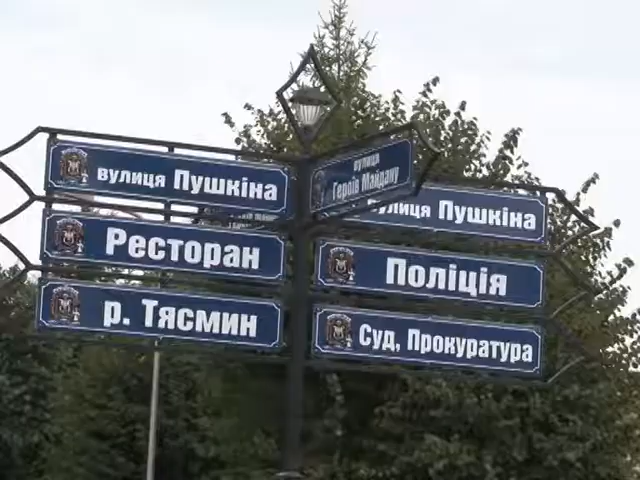 вулиця Пушкіна
Ресторан
р. Тясмин
вулиця
Героїв Майдану
вулиця Пушкіна
Поліція
Суд, Прокуратура